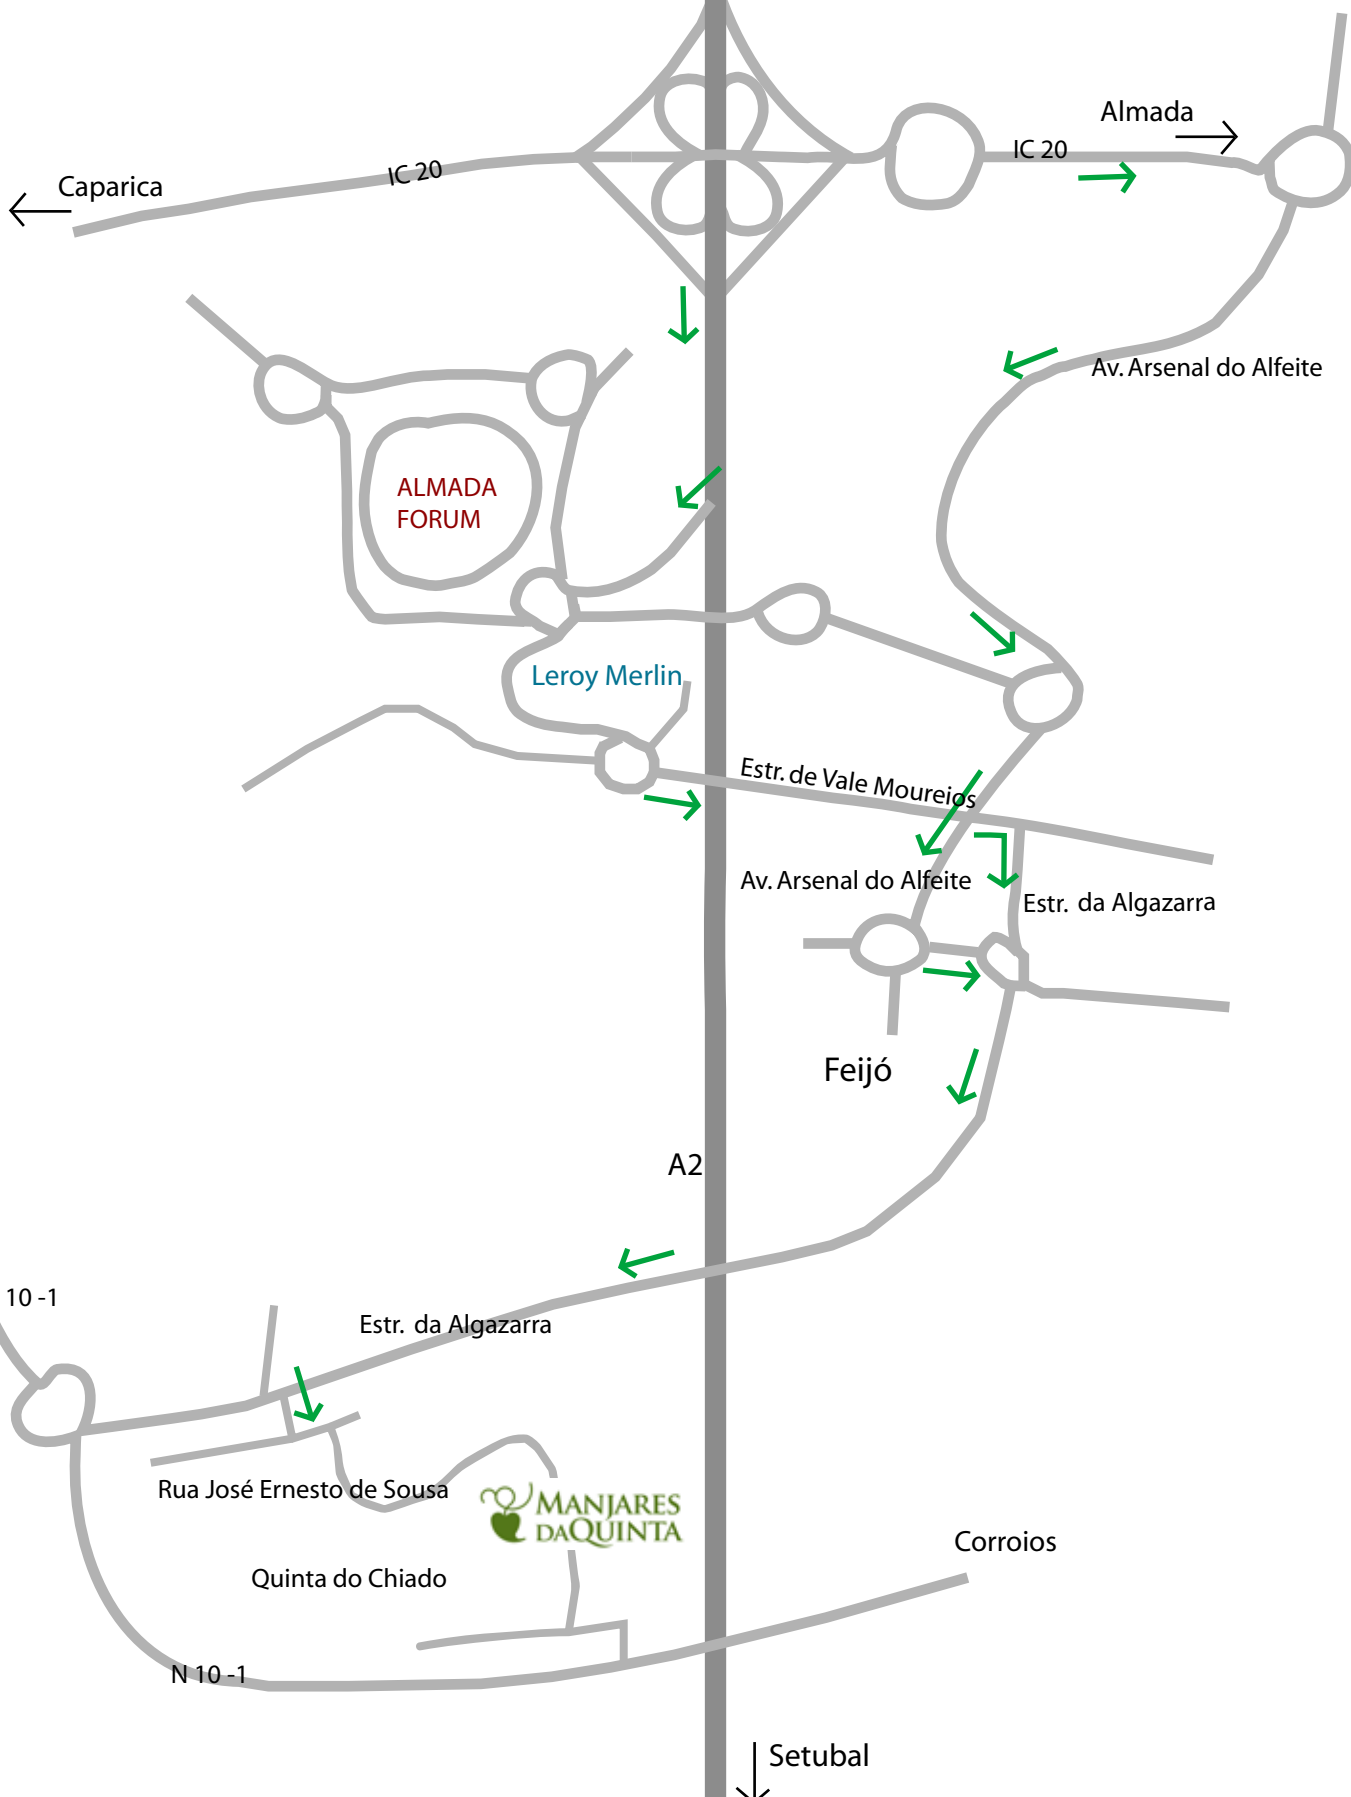 Almada
IC 20
IC 20
Caparica
Av. Arsenal do Alfeite
ALMADA
FORUM
Leroy Merlin
Estr. de Vale Moureios
Av. Arsenal do Alfeite
Estr. da Algazarra
Feijó
A2
10 -1
Estr. da Algazarra
Rua José Ernesto de Sousa
MANJARES
DAQUINTA
Corroios
Quinta do Chiado
N 10 -1
Setubal